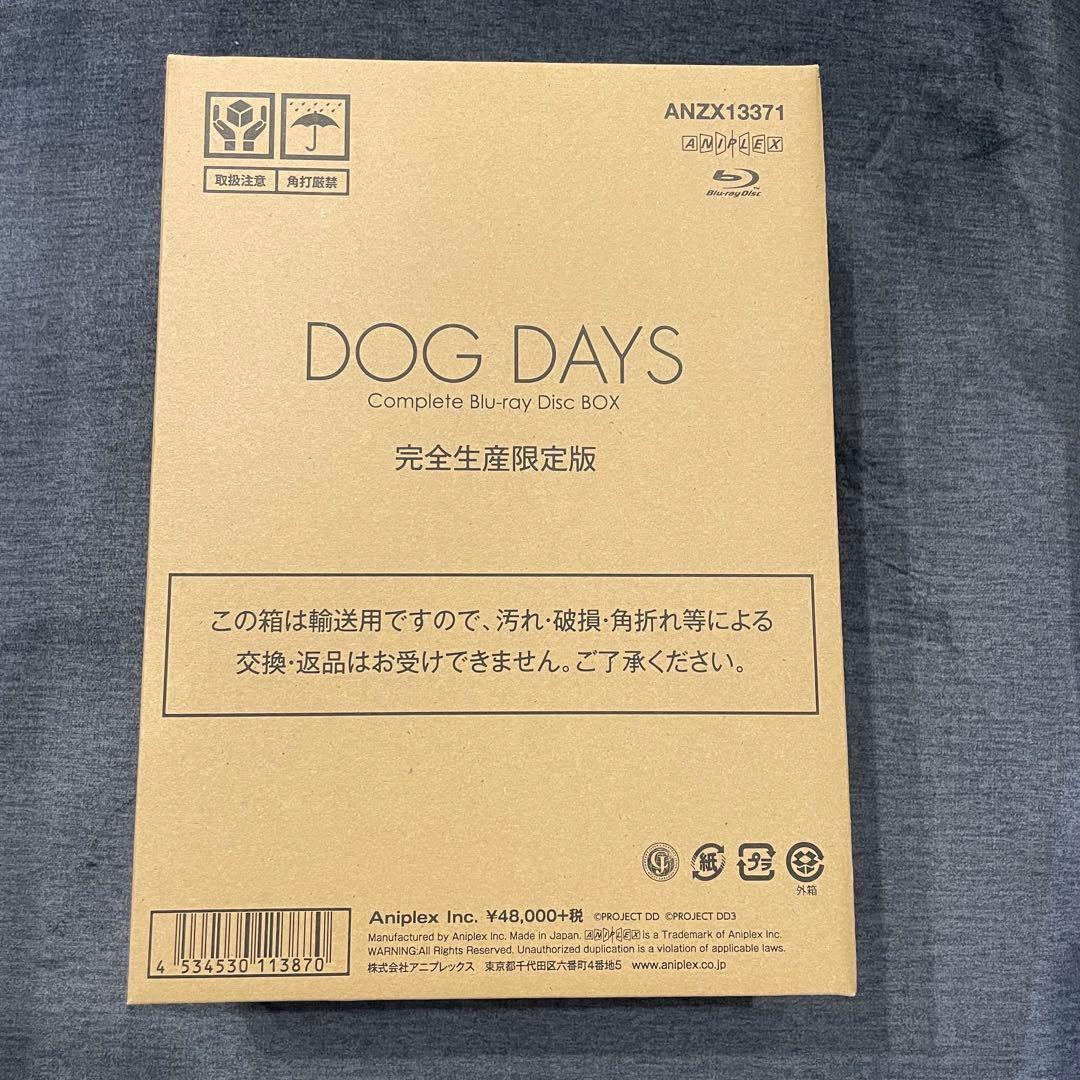 ANZX13371
ANIPLEX
Blu-ray Disc™
取扱注意 角打厳禁
DOG DAYS
Complete Blu-ray Disc BOX
完全生産限定版
この箱は輸送用ですので、汚れ・破損・角折れ等による
交換・返品はお受けできません。ご了承ください。
紙 プラ
外箱
Aniplex Inc. ¥48,000+税 ©PROJECT DD ©PROJECT DD3
Manufactured by Aniplex Inc. Made in Japan. ANIPLEX is a Trademark of Aniplex Inc.
WARNING:All Rights Reserved. Unauthorized duplication is a violation of applicable laws.
株式会社アニプレックス 東京都千代田区六番町4番地5 www.aniplex.co.jp
4 534530 113870